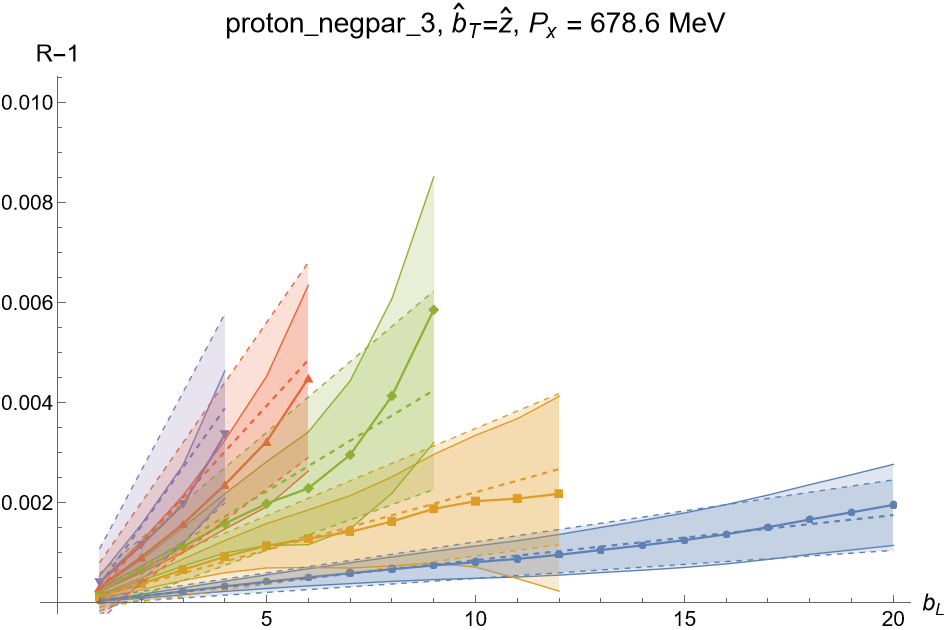 proton_negpar_3, b̂_T=ẑ, P_x = 678.6 MeV
R−1
0.010
0.008
0.006
0.004
0.002
5 10 15 20
b_L